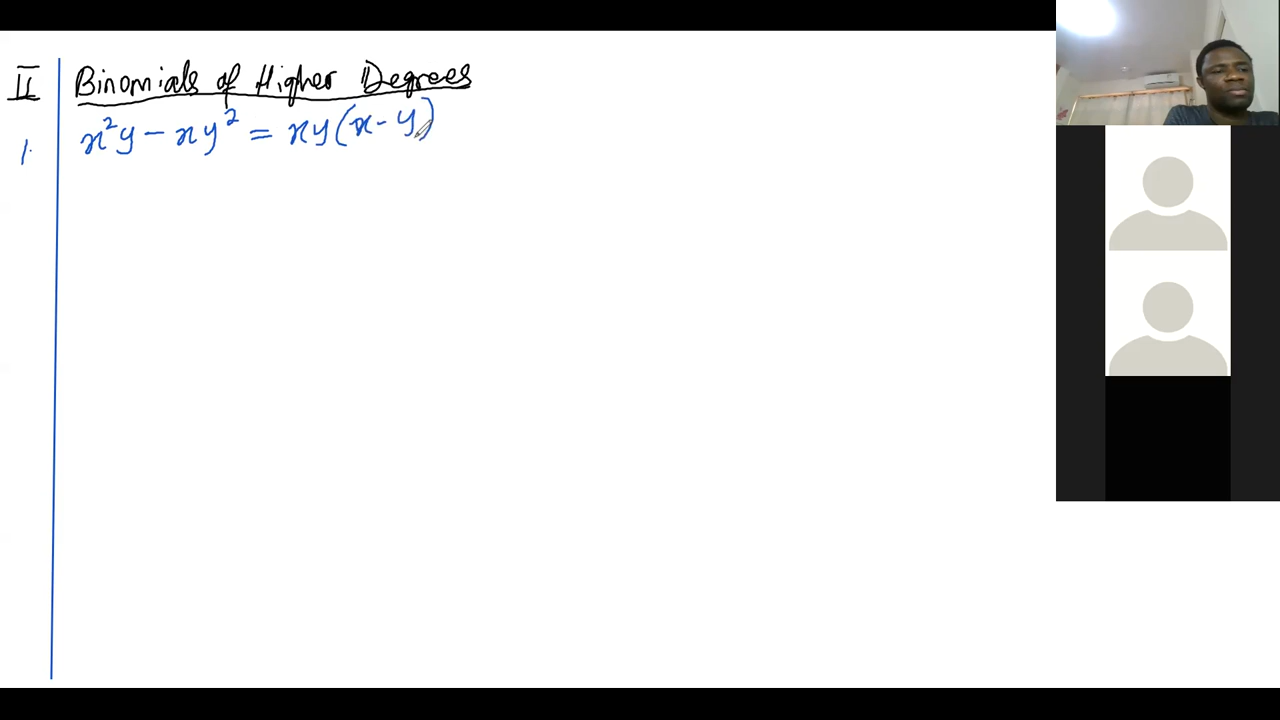 II Binomials of Higher Degrees
1. x²y - xy² = xy(x - y)